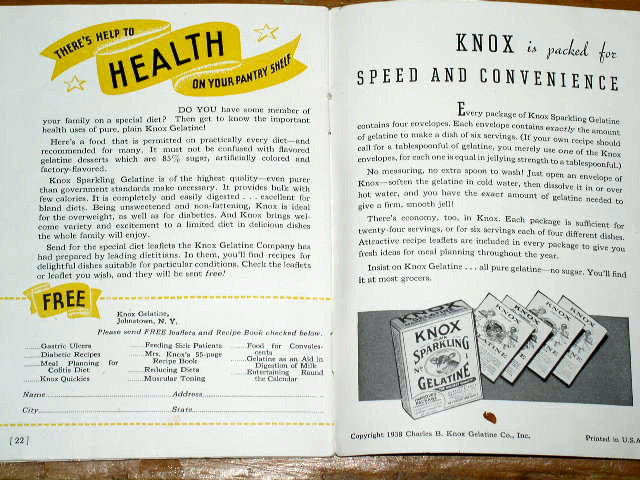 THERE'S HELP TO
HEALTH
ON YOUR PANTRY SHELF
DO YOU have some member of
your family on a special diet? Then get to know the important
health uses of pure, plain Knox Gelatine!
Here's a food that is permitted on practically every diet—and
recommended for many. It must not be confused with flavored
gelatine desserts which are 85% sugar, artificially colored and
factory-flavored.
Knox Sparkling Gelatine is of the highest quality—even purer
than government standards make necessary. It provides bulk with
few calories. It is completely and easily digested . . . excellent for
bland diets. Being unsweetened and non-fattening, Knox is ideal
for the overweight, as well as for diabetics. And Knox brings wel-
come variety and excitement to a limited diet in delicious dishes
the whole family will enjoy.
Send for the special diet leaflets the Knox Gelatine Company has
had prepared by leading dietitians. In them, you'll find recipes for
delightful dishes suitable for particular conditions. Check the leaflets
or leaflet you wish, and they will be sent free!
FREE
Knox Gelatine,
Johnstown, N. Y.
Please send FREE leaflets and Recipe Book checked below.
Gastric Ulcers
Diabetic Recipes
Meal Planning for
Colitis Diet
Knox Quickies
Feeding Sick Patients
Mrs. Knox's 55-page
Recipe Book
Reducing Diets
Muscular Toning
Food for Convales-
cents
Gelatine as an Aid in
Digestion of Milk
Entertaining Round
the Calendar
Name Address
City State
[ 22 ]
KNOX is packed for
SPEED AND CONVENIENCE
Every package of Knox Sparkling Gelatine
contains four envelopes. Each envelope contains exactly the amount
of gelatine to make a dish of six servings. (If your own recipe should
call for a tablespoonful of gelatine, you merely use one of the Knox
envelopes, for each one is equal in jellying strength to a tablespoonful.)
No measuring, no extra spoon to wash! Just open an envelope of
Knox—soften the gelatine in cold water, then dissolve it in or over
hot water, and you have the exact amount of gelatine needed to
give a firm, smooth jell!
There's economy, too, in Knox. Each package is sufficient for
twenty-four servings, or for six servings each of four different dishes.
Attractive recipe leaflets are included in every package to give you
fresh ideas for meal planning throughout the year.
Insist on Knox Gelatine . . . all pure gelatine—no sugar. You'll find
it at most grocers.
KNOX
SPARKLING
No 1
GELATINE
Copyright 1938 Charles B. Knox Gelatine Co., Inc.
Printed in U.S.A